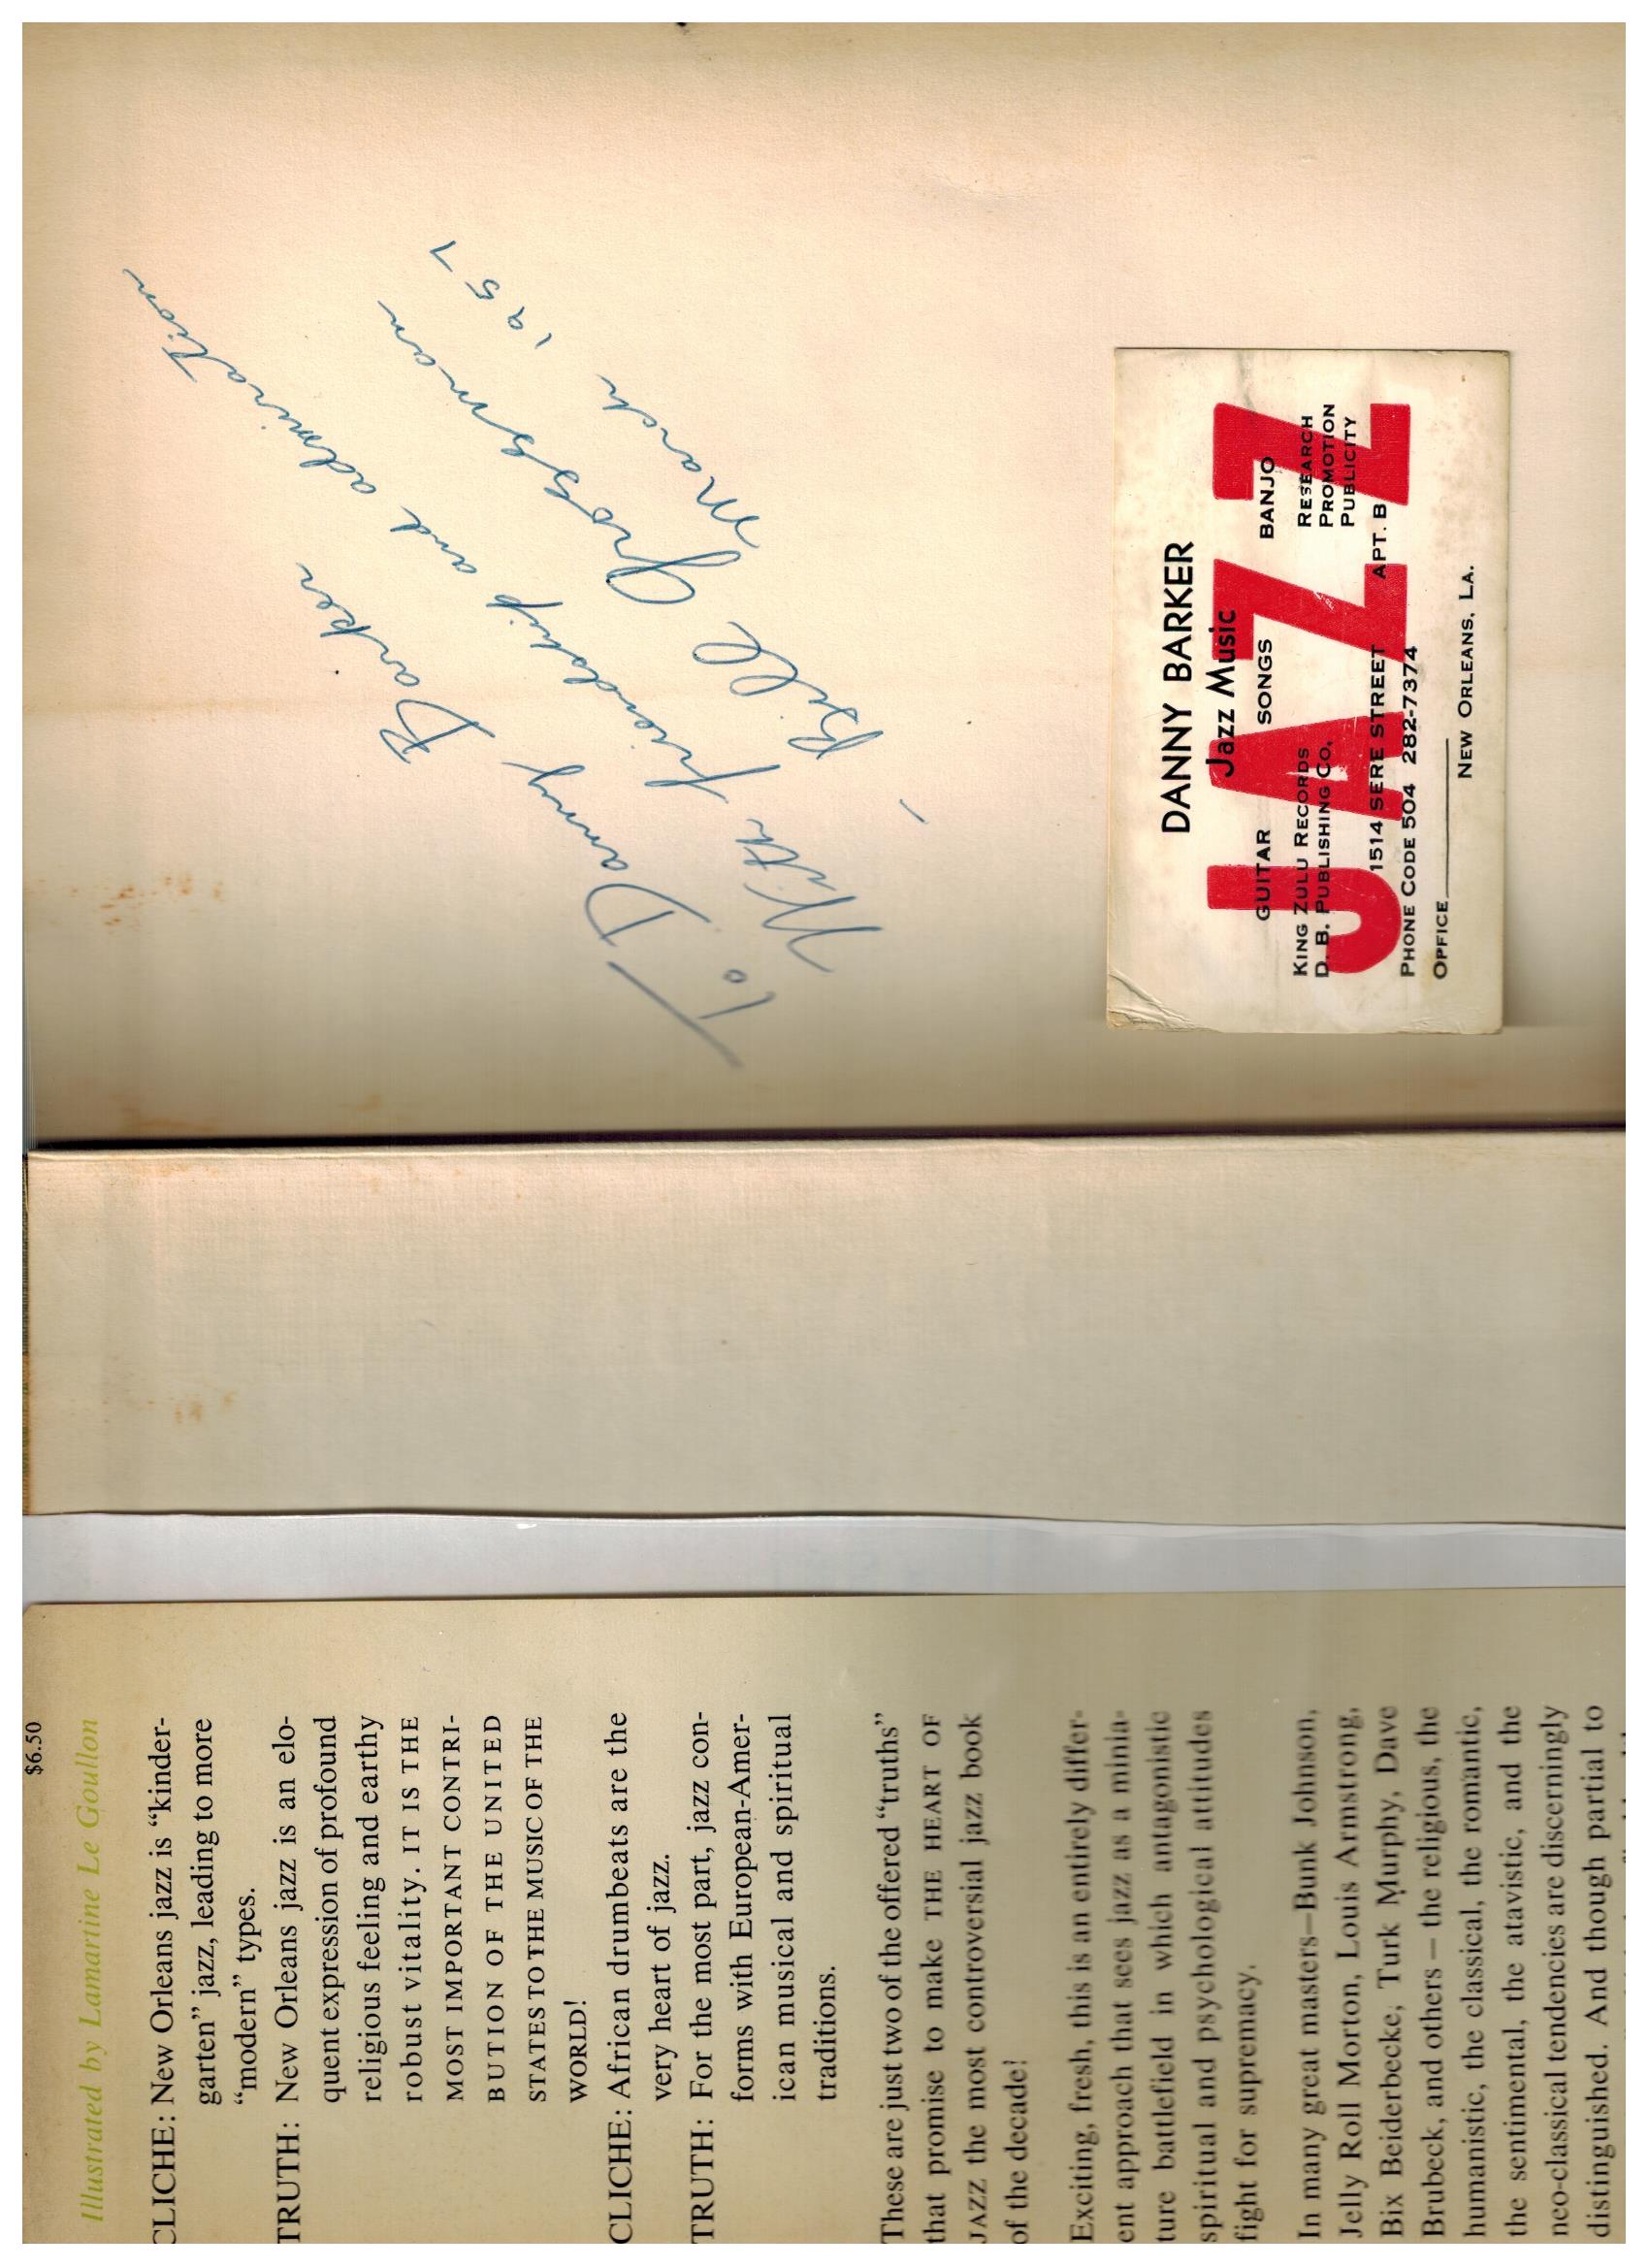 $6.50
Illustrated by Lamarine Le Goullon
CLICHE: New Orleans jazz is “kinder-
garten” jazz, leading to more
“modern” types.
TRUTH: New Orleans jazz is an elo-
quent expression of profound
religious feeling and earthy
robust vitality. IT IS THE
MOST IMPORTANT CONTRI-
BUTION OF THE UNITED
STATES TO THE MUSIC OF THE
WORLD!
CLICHE: African drumbeats are the
very heart of jazz.
TRUTH: For the most part, jazz con-
forms with European-Amer-
ican musical and spiritual
traditions.
These are just two of the offered “truths”
that promise to make THE HEART OF
JAZZ the most controversial jazz book
of the decade!
Exciting, fresh, this is an entirely differ-
ent approach that sees jazz as a minia-
ture battlefield in which antagonistic
spiritual and psychological attitudes
fight for supremacy.
In many great masters—Bunk Johnson,
Jelly Roll Morton, Louis Armstrong,
Bix Beiderbecke, Turk Murphy, Dave
Brubeck, and others — the religious, the
humanistic, the classical, the romantic,
the sentimental, the atavistic, and the
neo-classical tendencies are discerningly
distinguished. And though partial to
To Danny Barker
With friendship and admiration
Bill Grossman
March 1957
DANNY BARKER
Jazz Music
JAZZ
GUITAR SONGS BANJO
KING ZULU RECORDS RESEARCH
D. B. PUBLISHING CO. PROMOTION
PUBLICITY
1514 SERE STREET APT. B
PHONE CODE 504 282-7374
OFFICE
NEW ORLEANS, LA.